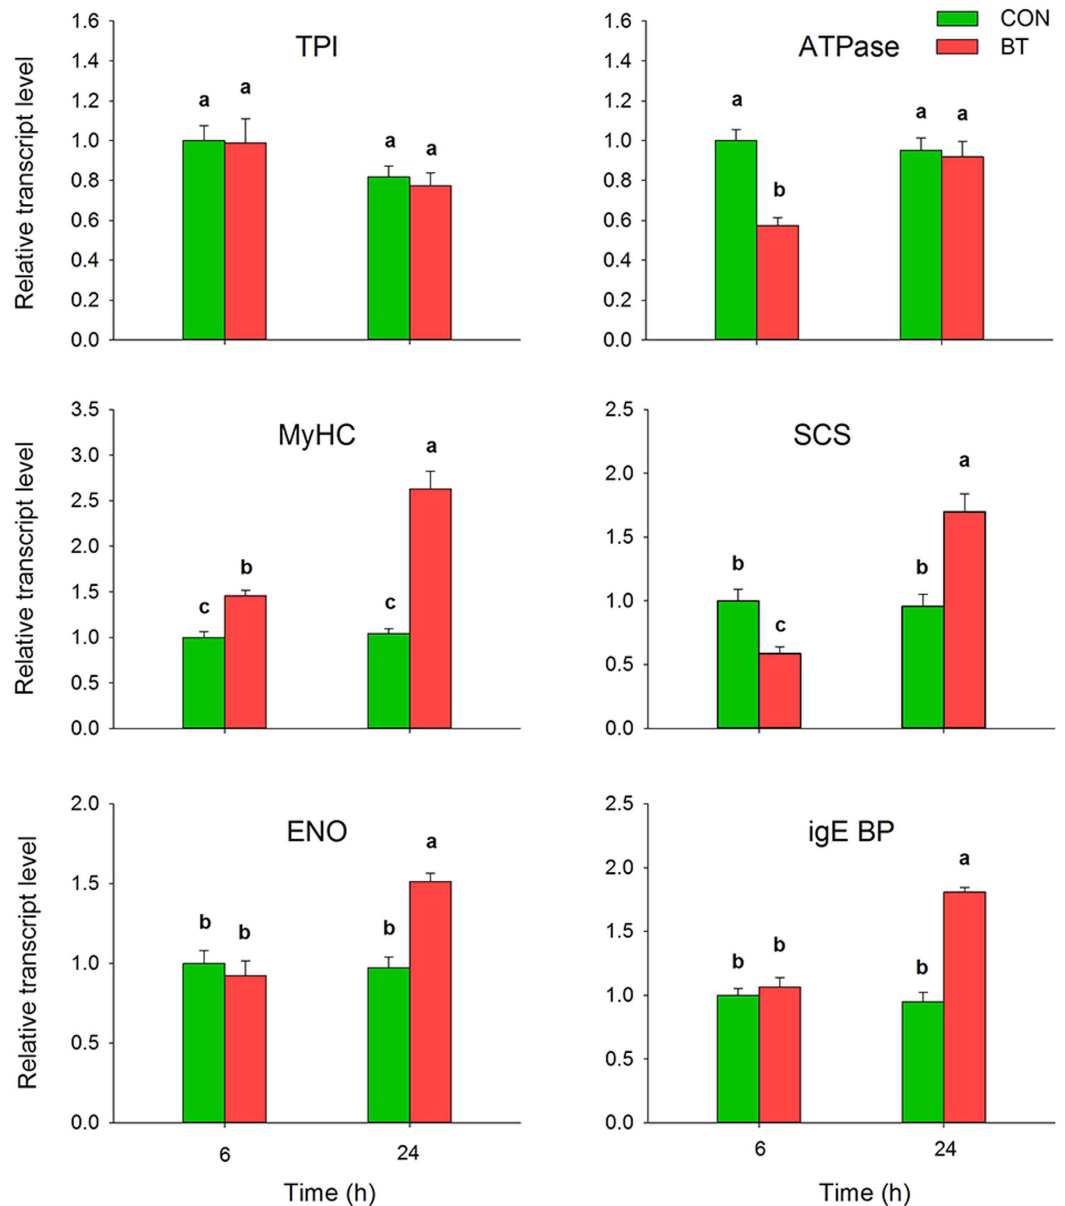 CON
BT
TPI
Relative transcript level
1.6
1.4
1.2
1.0
0.8
0.6
0.4
0.2
0.0
a
a
a
a
ATPase
1.6
1.4
1.2
1.0
0.8
0.6
0.4
0.2
0.0
a
b
a
a
MyHC
Relative transcript level
3.5
3.0
2.5
2.0
1.5
1.0
0.5
0.0
c
b
c
a
SCS
2.5
2.0
1.5
1.0
0.5
0.0
b
c
b
a
ENO
Relative transcript level
2.0
1.5
1.0
0.5
0.0
b
b
b
a
6
24
Time (h)
igE BP
2.5
2.0
1.5
1.0
0.5
0.0
b
b
b
a
6
24
Time (h)